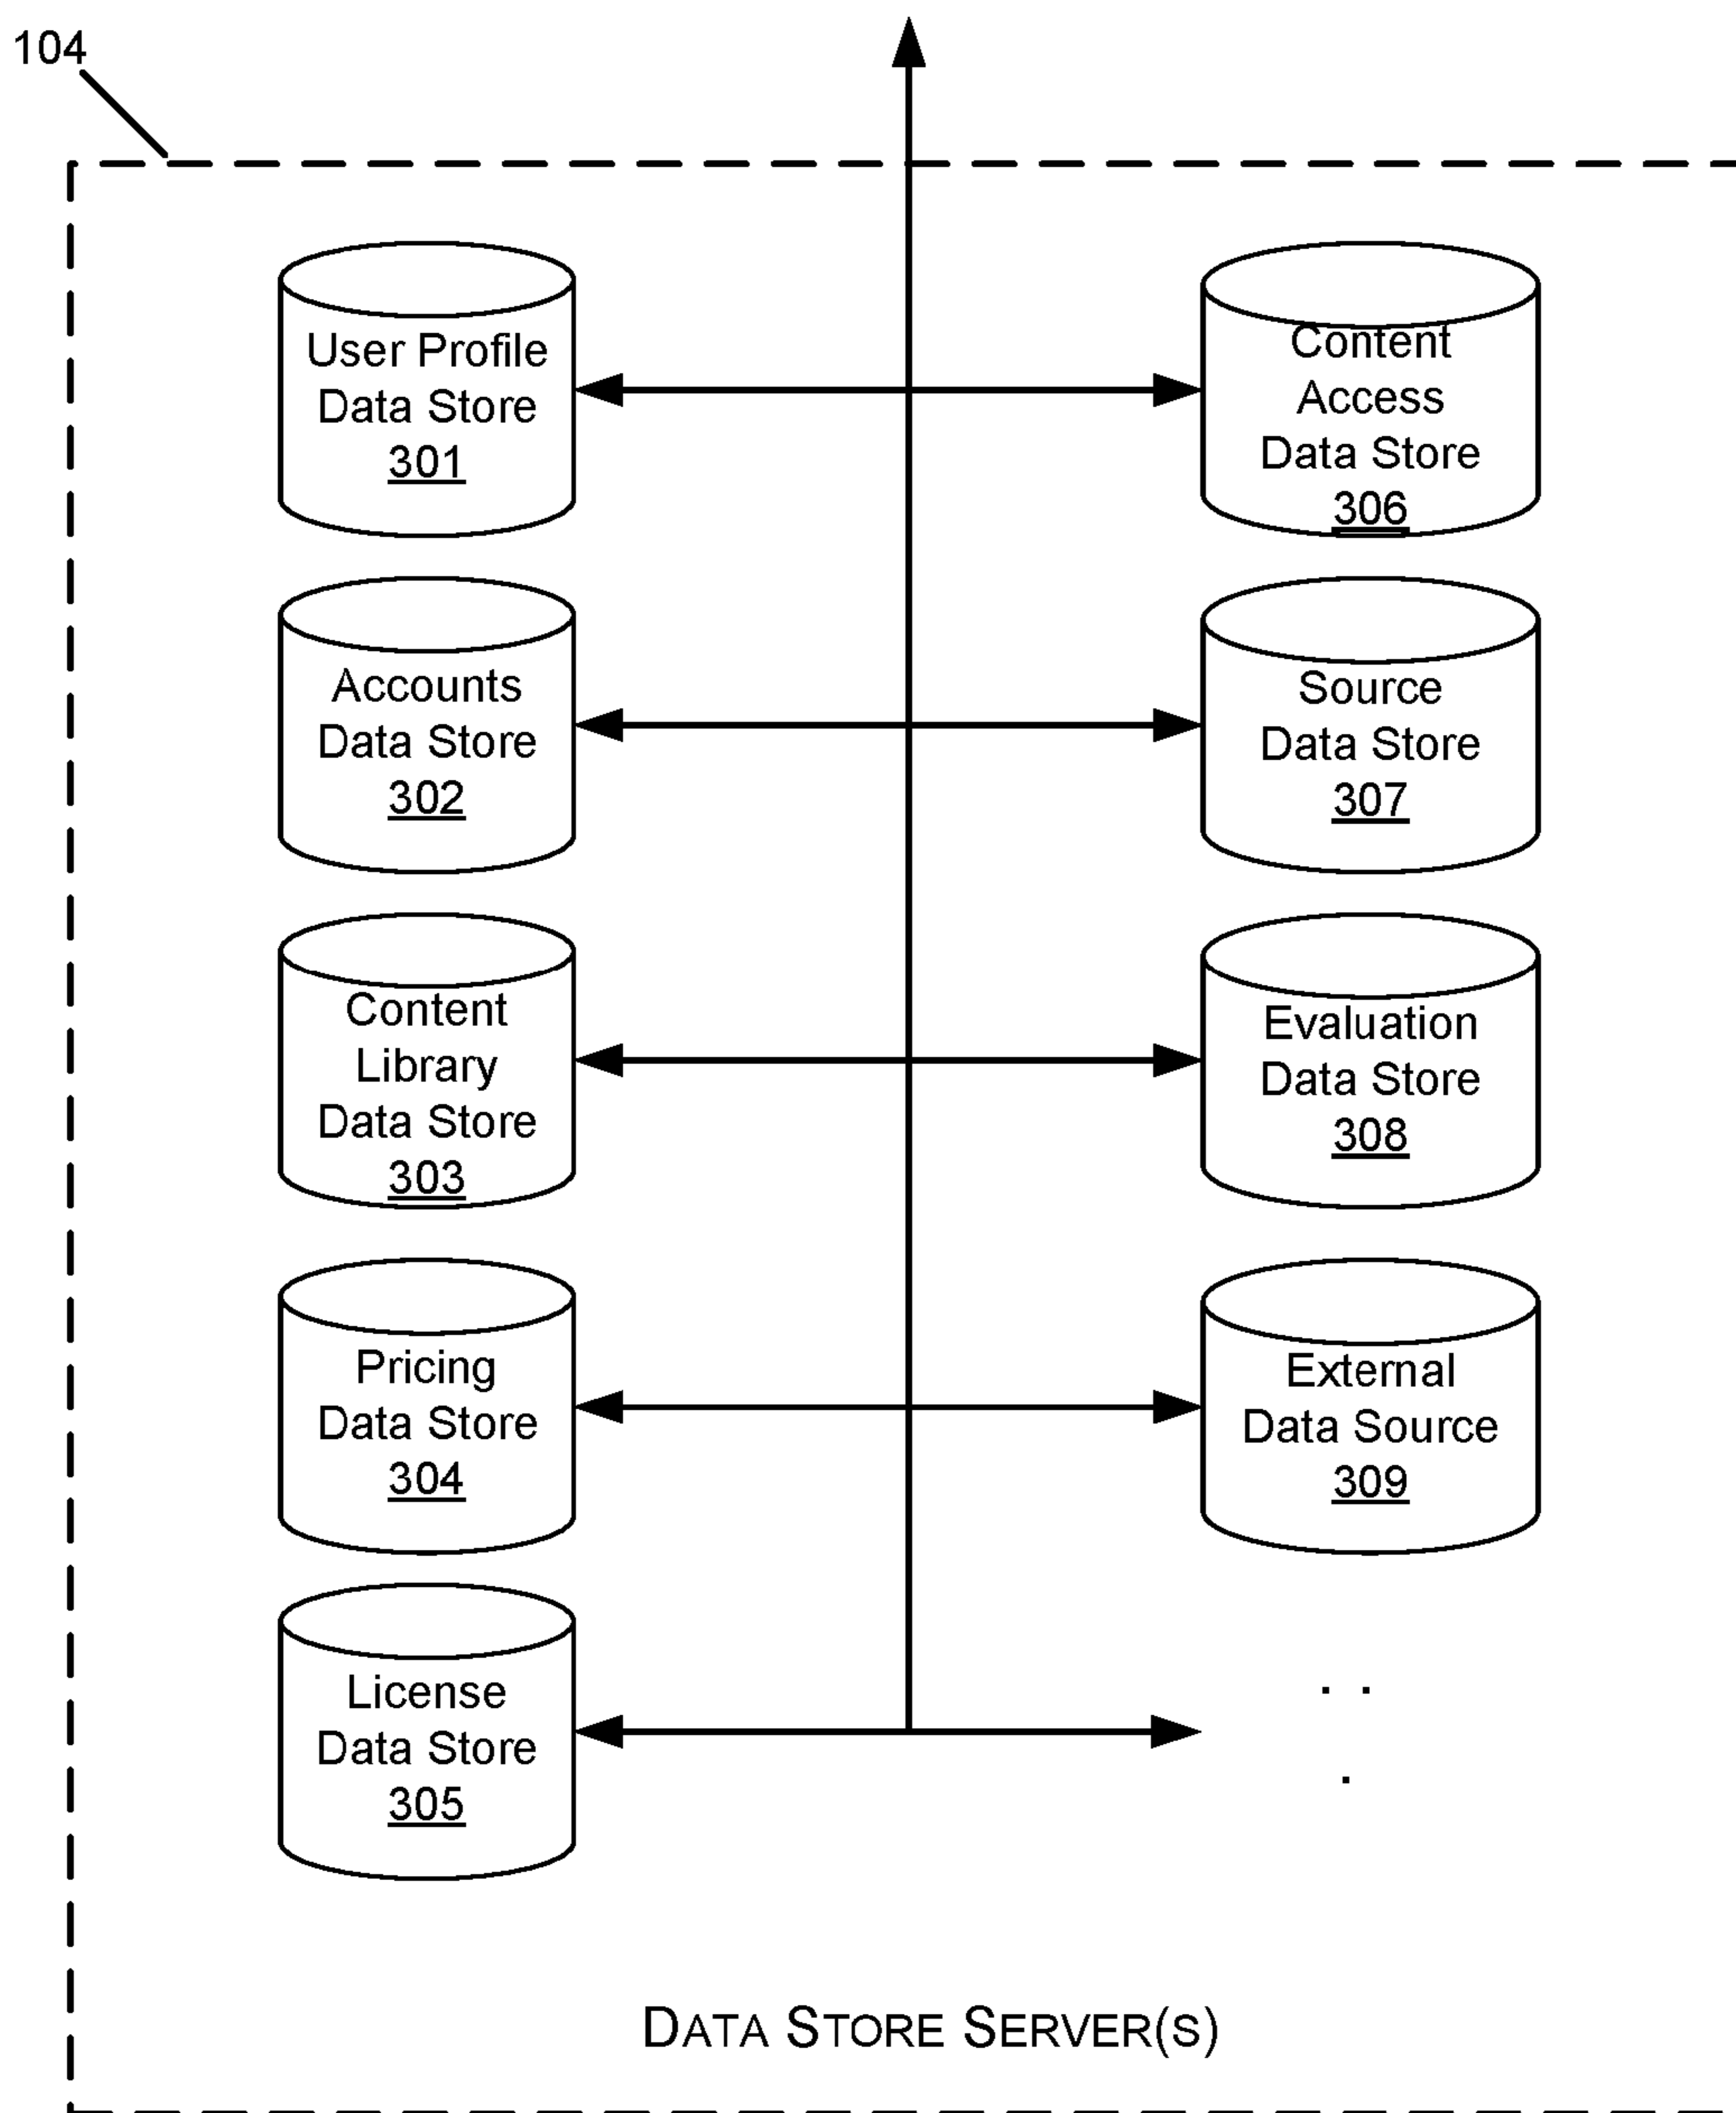 104
User Profile
Data Store
301
Accounts
Data Store
302
Content
Library
Data Store
303
Pricing
Data Store
304
License
Data Store
305
Content
Access
Data Store
306
Source
Data Store
307
Evaluation
Data Store
308
External
Data Source
309
. .
.
DATA STORE SERVER(S)